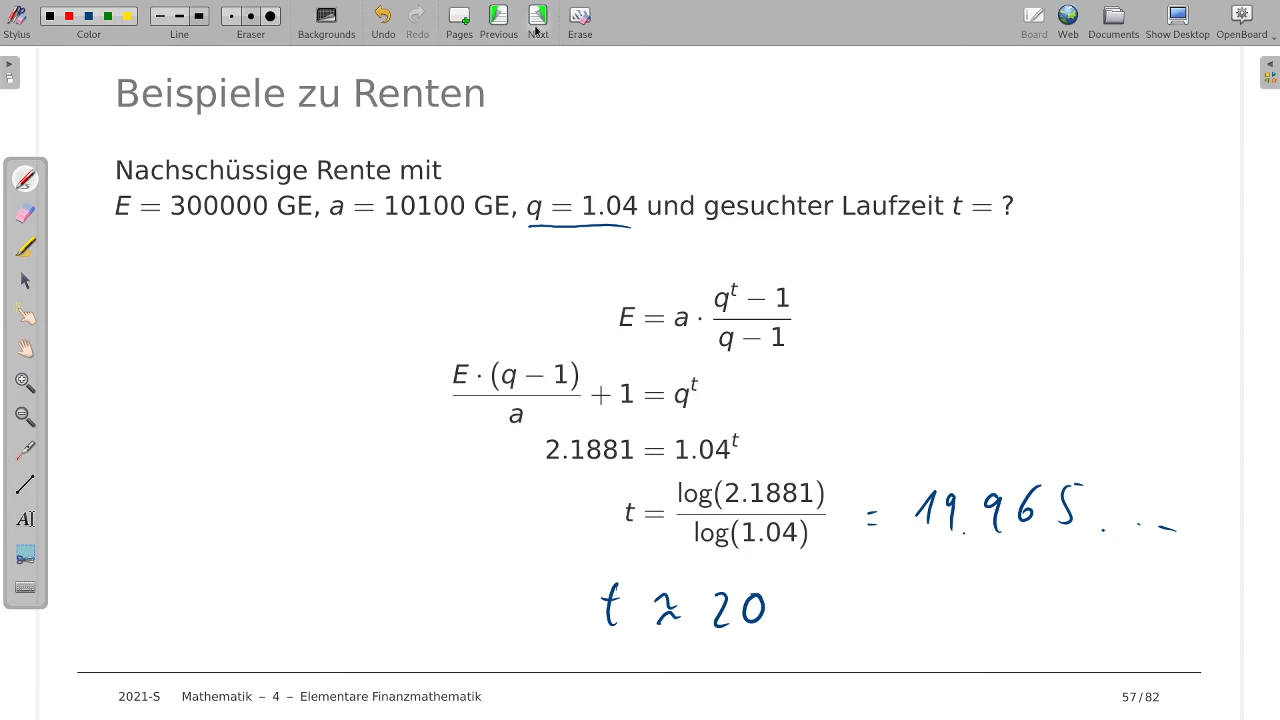 Stylus Color Line Eraser Backgrounds Undo Redo Pages Previous Next Erase Board Web Documents Show Desktop OpenBoard
Beispiele zu Renten
Nachschüssige Rente mit
E = 300000 GE, a = 10100 GE, q = 1.04 und gesuchter Laufzeit t = ?
E = a · (q^t − 1)/(q − 1)
(E · (q − 1))/a + 1 = q^t
2.1881 = 1.04^t
t = log(2.1881)/log(1.04) = 19.965...
t ≈ 20
2021-S Mathematik – 4 – Elementare Finanzmathematik 57/82